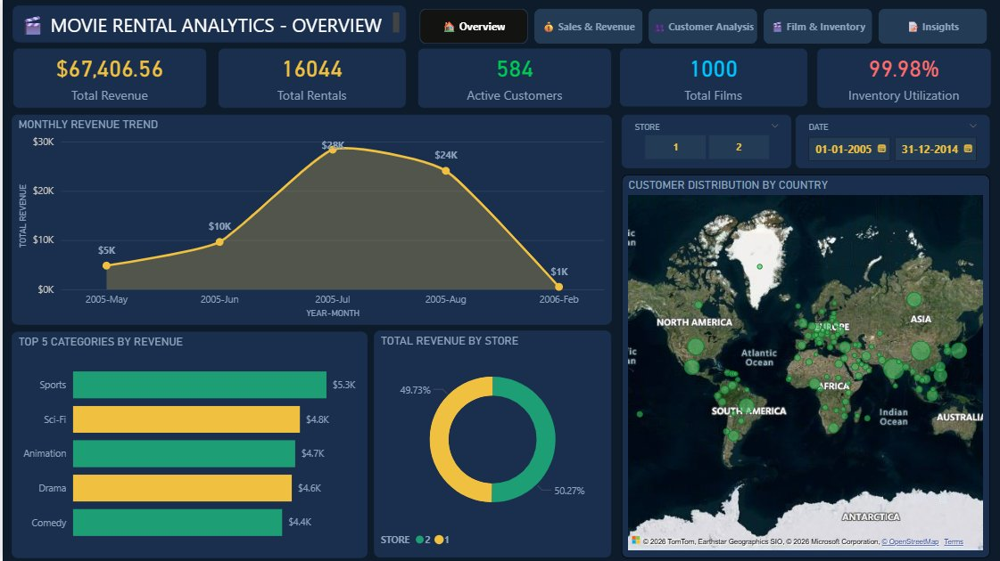 MOVIE RENTAL ANALYTICS - OVERVIEW
Overview
Sales & Revenue
Customer Analysis
Film & Inventory
Insights
$67,406.56
Total Revenue
16044
Total Rentals
584
Active Customers
1000
Total Films
99.98%
Inventory Utilization
MONTHLY REVENUE TREND
$30K
$20K
$10K
$0K
TOTAL REVENUE
$5K
$10K
$28K
$24K
$1K
2005-May
2005-Jun
2005-Jul
2005-Aug
2006-Feb
YEAR-MONTH
STORE
1
2
DATE
01-01-2005
31-12-2014
TOP 5 CATEGORIES BY REVENUE
Sports
$5.3K
Sci-Fi
$4.8K
Animation
$4.7K
Drama
$4.6K
Comedy
$4.4K
TOTAL REVENUE BY STORE
49.73%
50.27%
STORE 2 1
CUSTOMER DISTRIBUTION BY COUNTRY
ic
an
NORTH AMERICA
EUROPE
ASIA
ic
an
Atlantic
Ocean
AFRICA
SOUTH AMERICA
Indian
Ocean
AUSTRALIA
ANTARCTICA
© 2026 TomTom, Earthstar Geographics SIO, © 2026 Microsoft Corporation, © OpenStreetMap Terms